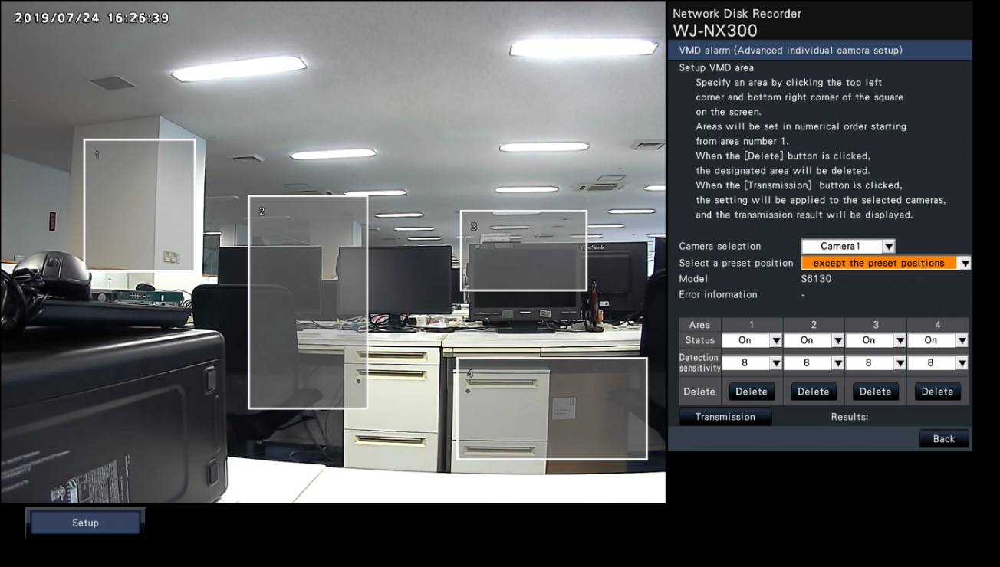 2019/07/24 16:26:39
1
2
3
ViewSonic
4
Setup
Network Disk Recorder
WJ-NX300
VMD alarm (Advanced individual camera setup)
Setup VMD area
Specify an area by clicking the top left
corner and bottom right corner of the square
on the screen.
Areas will be set in numerical order starting
from area number 1.
When the [Delete] button is clicked,
the designated area will be deleted.
When the [Transmission] button is clicked,
the setting will be applied to the selected cameras,
and the transmission result will be displayed.
Camera selection Camera1
Select a preset position except the preset positions
Model S6130
Error information -
Area 1 2 3 4
Status On On On On
Detection
sensitivity 8 8 8 8
Delete Delete Delete Delete Delete
Transmission Results:
Back